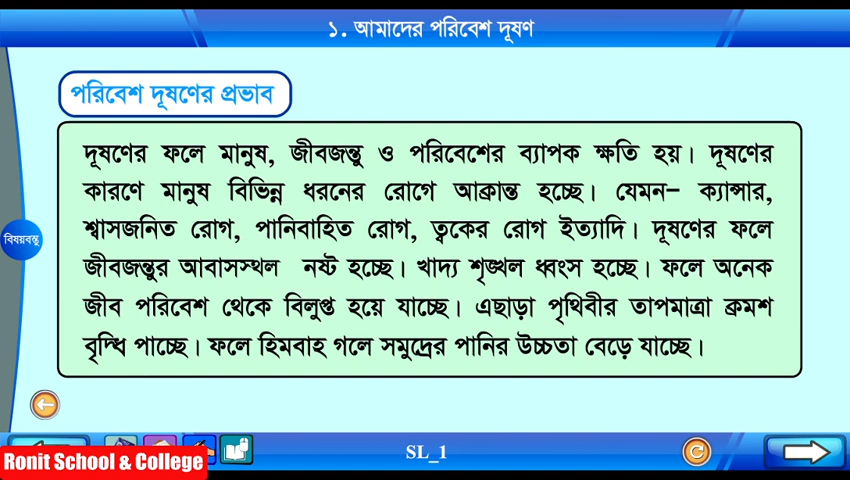 ১. আমাদের পরিবেশ দূষণ
পরিবেশ দূষণের প্রভাব
দূষণের ফলে মানুষ, জীবজন্তু ও পরিবেশের ব্যাপক ক্ষতি হয়। দূষণের
কারণে মানুষ বিভিন্ন ধরনের রোগে আক্রান্ত হচ্ছে। যেমন– ক্যান্সার,
শ্বাসজনিত রোগ, পানিবাহিত রোগ, ত্বকের রোগ ইত্যাদি। দূষণের ফলে
জীবজন্তুর আবাসস্থল নষ্ট হচ্ছে। খাদ্য শৃঙ্খল ধ্বংস হচ্ছে। ফলে অনেক
জীব পরিবেশ থেকে বিলুপ্ত হয়ে যাচ্ছে। এছাড়া পৃথিবীর তাপমাত্রা ক্রমশ
বৃদ্ধি পাচ্ছে। ফলে হিমবাহ গলে সমুদ্রের পানির উচ্চতা বেড়ে যাচ্ছে।
বিষয়বস্তু
SL_1
Ronit School & College